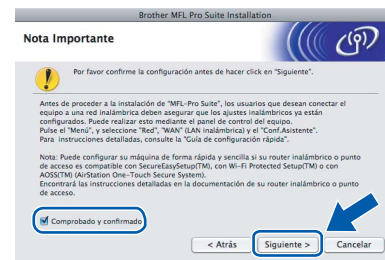 Brother MFL Pro Suite Installation
Nota Importante
Por favor confirme la configuración antes de hacer click en "Siguiente".
Antes de proceder a la instalación de "MFL-Pro Suite", los usuarios que desean conectar el
equipo a una red inalámbrica deben asegurar que los ajustes inalámbricos ya están
configurados. Puede realizar esto mediante el panel de control del equipo.
Pulse el "Menú", y seleccione "Red", "WAN" (LAN inalámbrica) y el "Conf.Asistente".
Para instrucciones detalladas, consulte la "Guía de configuración rápida".
Nota: Puede configurar su máquina de forma rápida y sencilla si su router inalámbrico o punto
de acceso es compatible con SecureEasySetup(TM), con Wi-Fi Protected Setup(TM) o con
AOSS(TM) (AirStation One-Touch Secure System).
Encontrará las instrucciones detalladas en la documentación de su router inalámbrico o punto
de acceso.
Comprobado y confirmado
< Atrás Siguiente > Cancelar